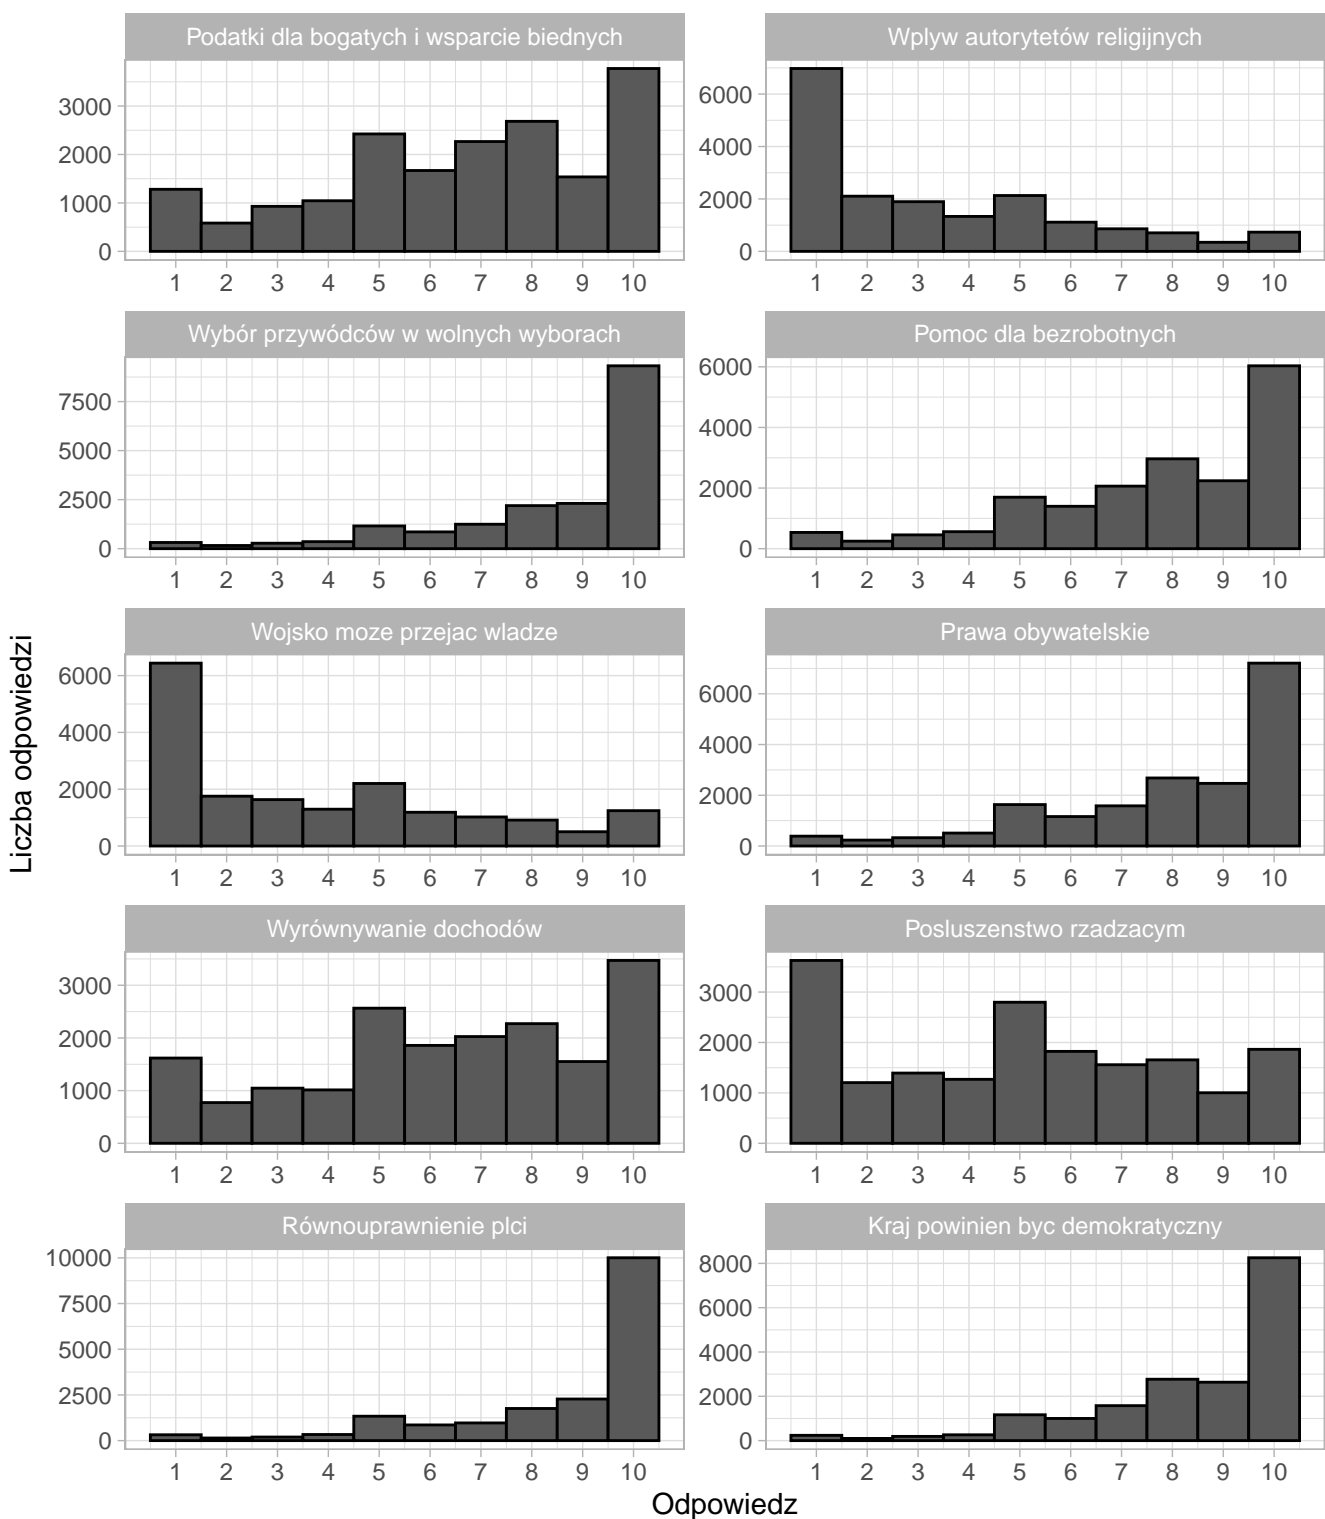 Podatki dla bogatych i wsparcie biednych
3000
2000
1000
0
1 2 3 4 5 6 7 8 9 10
Wplyw autorytetów religijnych
6000
4000
2000
0
1 2 3 4 5 6 7 8 9 10
Wybór przywódców w wolnych wyborach
7500
5000
2500
0
1 2 3 4 5 6 7 8 9 10
Pomoc dla bezrobotnych
6000
4000
2000
0
1 2 3 4 5 6 7 8 9 10
Wojsko moze przejac wladze
6000
4000
2000
0
1 2 3 4 5 6 7 8 9 10
Prawa obywatelskie
6000
4000
2000
0
1 2 3 4 5 6 7 8 9 10
Wyrównywanie dochodów
3000
2000
1000
0
1 2 3 4 5 6 7 8 9 10
Posluszenstwo rzadzacym
3000
2000
1000
0
1 2 3 4 5 6 7 8 9 10
Równouprawnienie plci
10000
7500
5000
2500
0
1 2 3 4 5 6 7 8 9 10
Kraj powinien byc demokratyczny
8000
6000
4000
2000
0
1 2 3 4 5 6 7 8 9 10
Liczba odpowiedzi
Odpowiedz